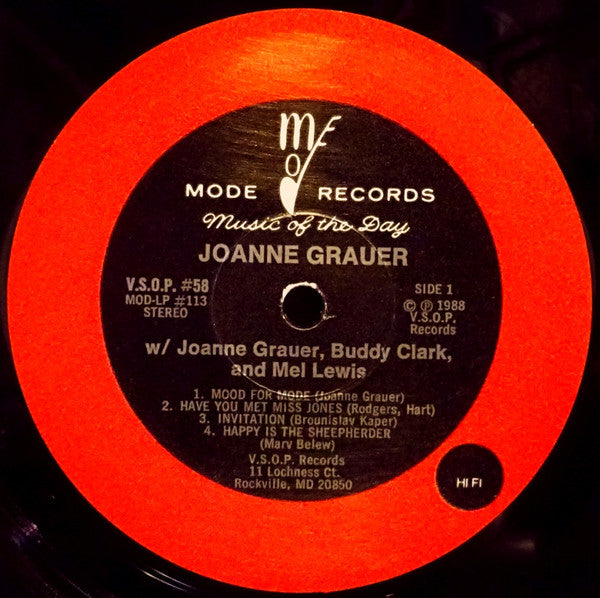 MODE
MODE RECORDS
Music of the Day
JOANNE GRAUER
V.S.O.P. #58
MOD-LP #113
STEREO
SIDE 1
© ℗ 1988
V.S.O.P.
Records
w/ Joanne Grauer, Buddy Clark,
and Mel Lewis
1. MOOD FOR MODE (Joanne Grauer)
2. HAVE YOU MET MISS JONES (Rodgers, Hart)
3. INVITATION (Brounislav Kaper)
4. HAPPY IS THE SHEEPHERDER
(Marv Belew)
V.S.O.P. Records
11 Lochness Ct.
Rockville, MD 20850
HI FI